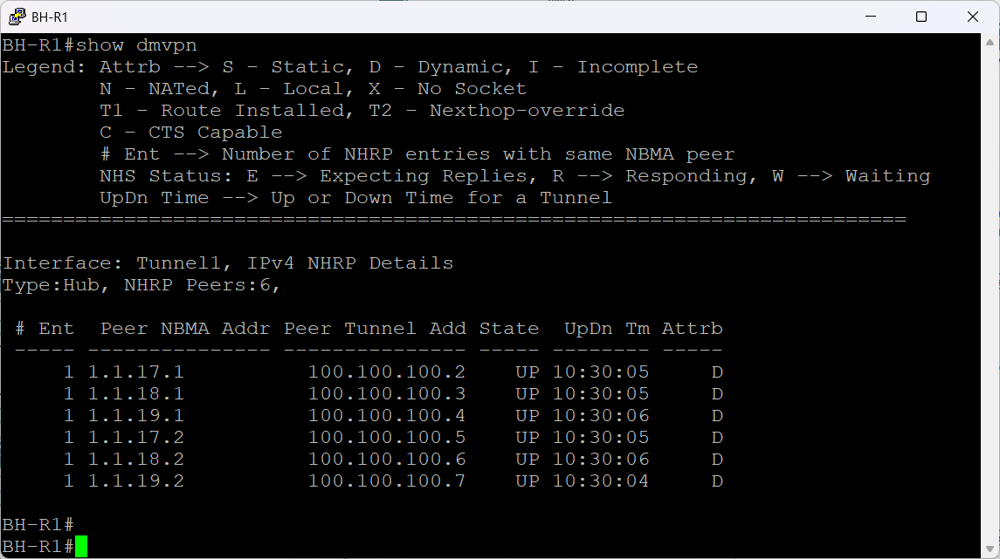 BH-R1
BH-R1#show dmvpn
Legend: Attrb --> S - Static, D - Dynamic, I - Incomplete
        N - NATed, L - Local, X - No Socket
        T1 - Route Installed, T2 - Nexthop-override
        C - CTS Capable
        # Ent --> Number of NHRP entries with same NBMA peer
        NHS Status: E --> Expecting Replies, R --> Responding, W --> Waiting
        UpDn Time --> Up or Down Time for a Tunnel
==========================================================================
Interface: Tunnel1, IPv4 NHRP Details
Type:Hub, NHRP Peers:6,
 # Ent  Peer NBMA Addr Peer Tunnel Add State  UpDn Tm Attrb
 ----- --------------- --------------- ----- -------- -----
     1 1.1.17.1          100.100.100.2    UP 10:30:05     D
     1 1.1.18.1          100.100.100.3    UP 10:30:05     D
     1 1.1.19.1          100.100.100.4    UP 10:30:06     D
     1 1.1.17.2          100.100.100.5    UP 10:30:05     D
     1 1.1.18.2          100.100.100.6    UP 10:30:06     D
     1 1.1.19.2          100.100.100.7    UP 10:30:04     D
BH-R1#
BH-R1#